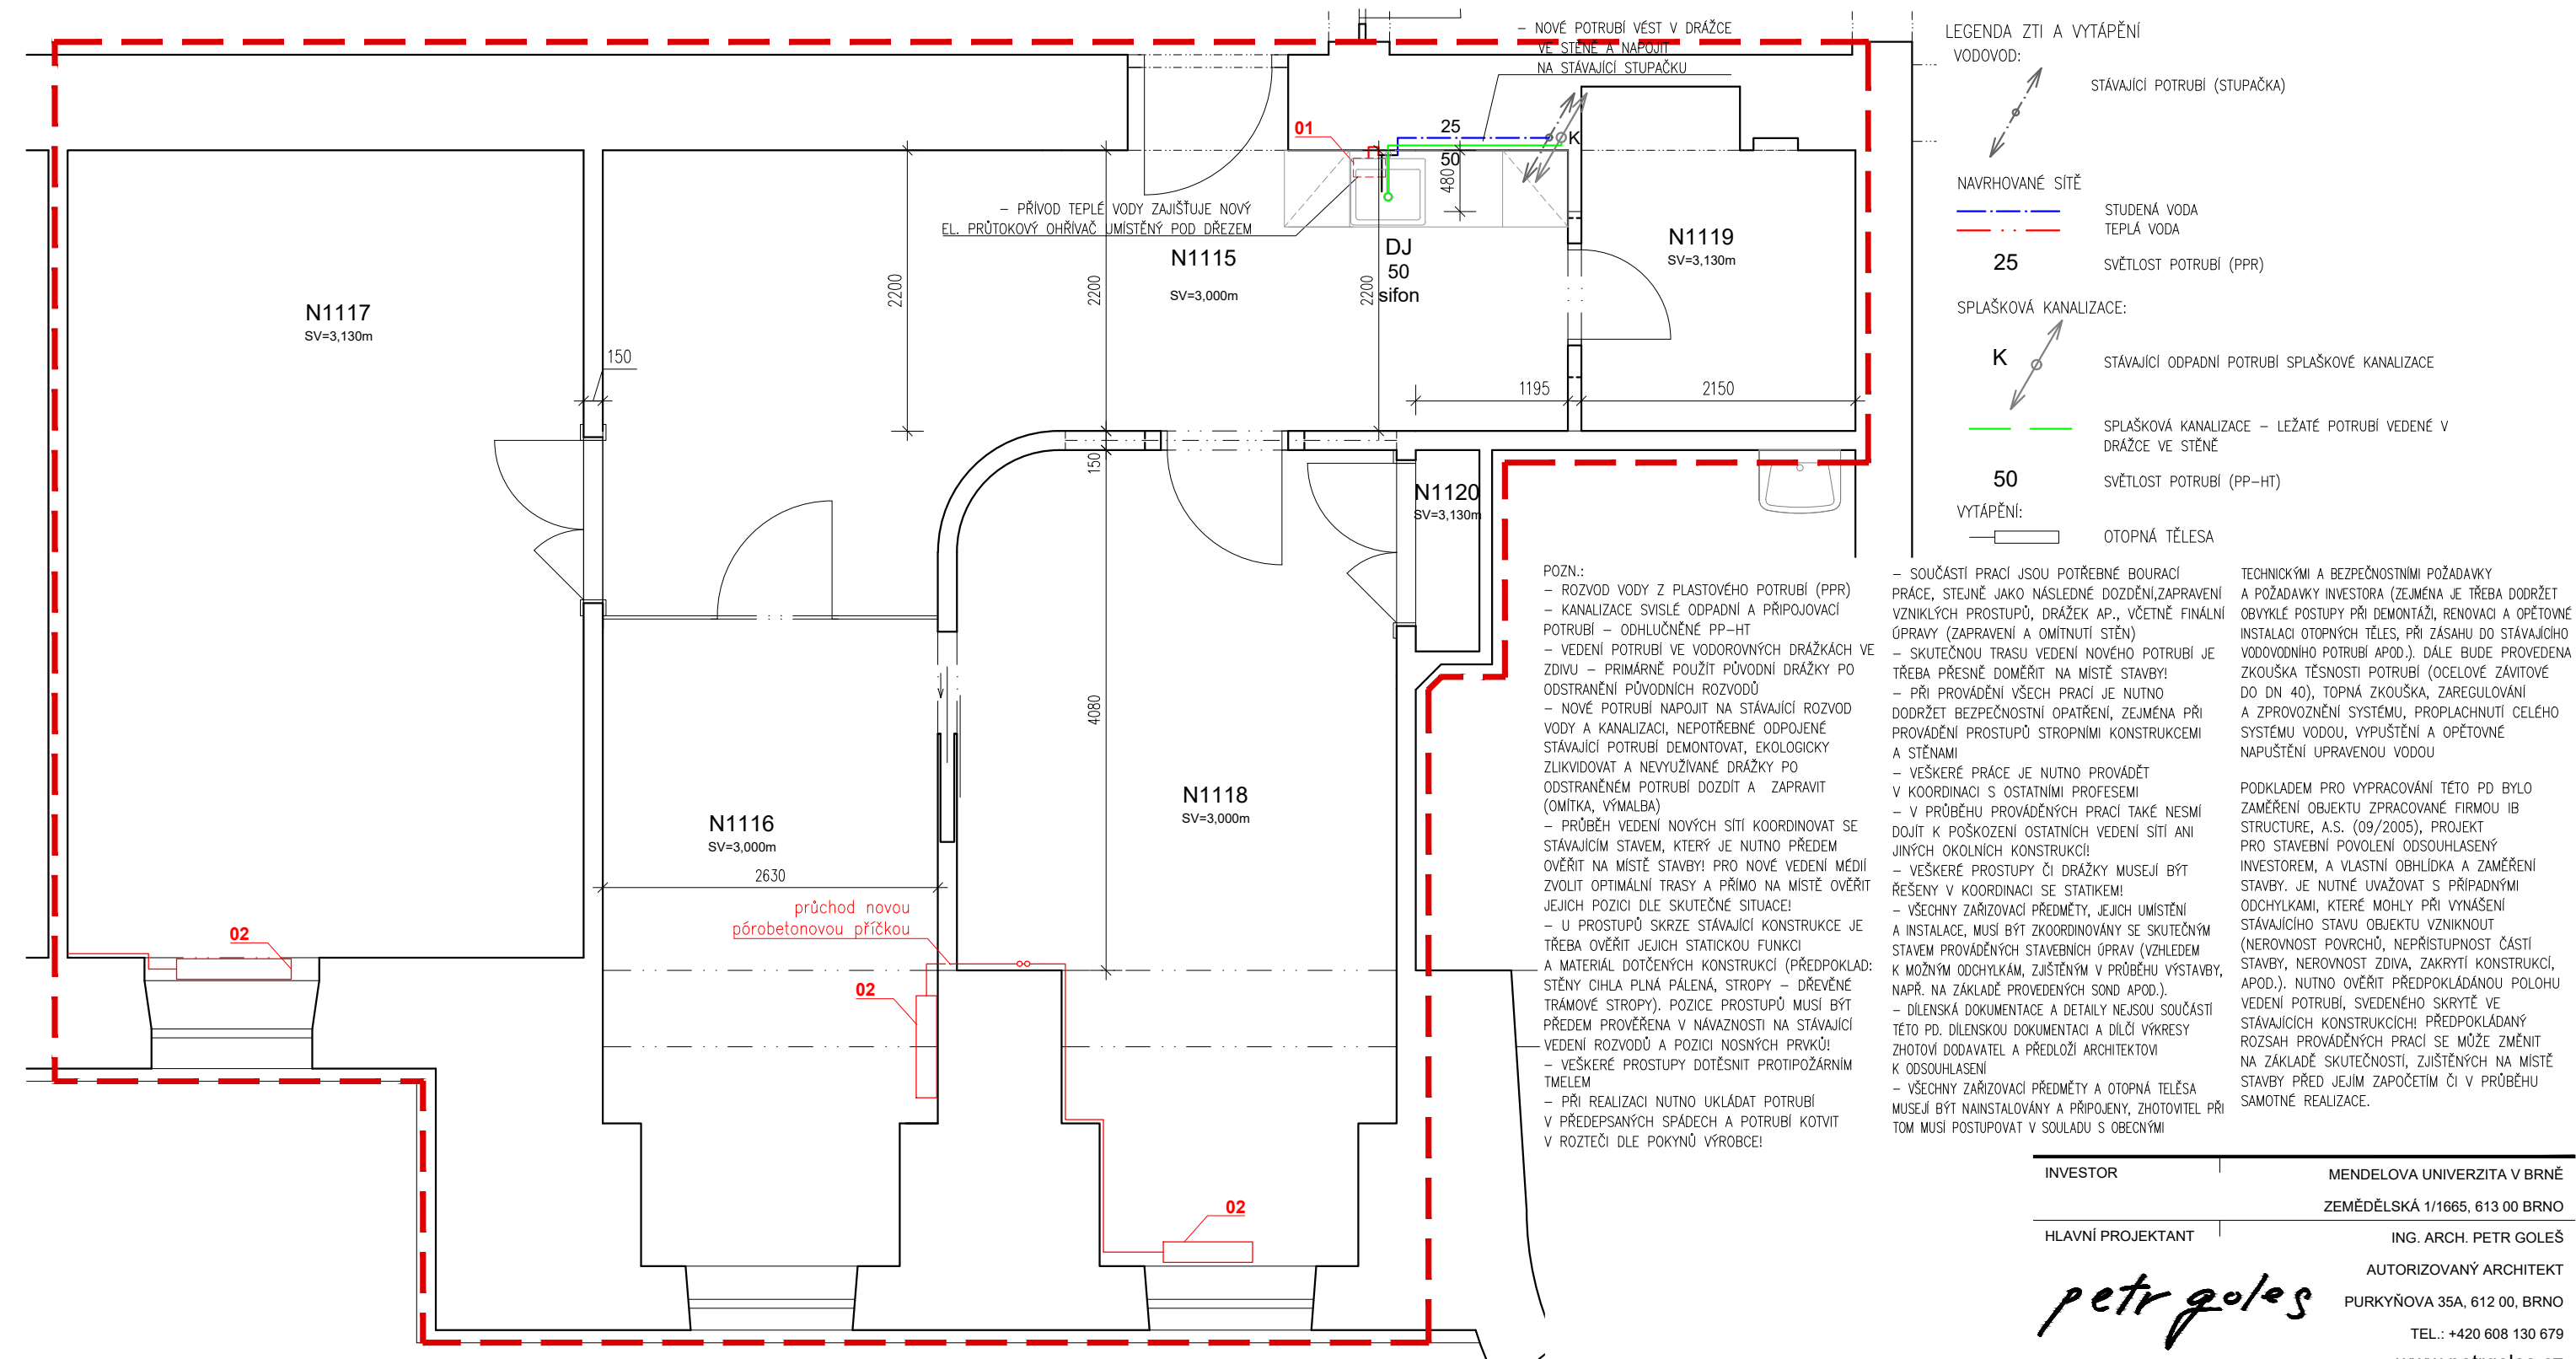 – NOVÉ POTRUBÍ VÉST V DRÁŽCE
VE STĚNĚ A NAPOJIT
NA STÁVAJÍCÍ STUPAČKU
01
25
50
K
480
– PŘÍVOD TEPLÉ VODY ZAJIŠŤUJE NOVÝ
EL. PRŮTOKOVÝ OHŘÍVAČ UMÍSTĚNÝ POD DŘEZEM
N1115
SV=3,000m
DJ
50
sifon
N1119
SV=3,130m
2200
2200
2200
N1117
SV=3,130m
150
1195
2150
150
N1120
SV=3,130m
4080
N1116
SV=3,000m
2630
N1118
SV=3,000m
průchod novou
pórobetonovou příčkou
02
02
02
LEGENDA ZTI A VYTÁPĚNÍ
VODOVOD:
STÁVAJÍCÍ POTRUBÍ (STUPAČKA)
NAVRHOVANÉ SÍTĚ
STUDENÁ VODA
TEPLÁ VODA
25
SVĚTLOST POTRUBÍ (PPR)
SPLAŠKOVÁ KANALIZACE:
K
STÁVAJÍCÍ ODPADNÍ POTRUBÍ SPLAŠKOVÉ KANALIZACE
SPLAŠKOVÁ KANALIZACE – LEŽATÉ POTRUBÍ VEDENÉ V
DRÁŽCE VE STĚNĚ
50
SVĚTLOST POTRUBÍ (PP–HT)
VYTÁPĚNÍ:
OTOPNÁ TĚLESA
POZN.:
– ROZVOD VODY Z PLASTOVÉHO POTRUBÍ (PPR)
– KANALIZACE SVISLÉ ODPADNÍ A PŘIPOJOVACÍ
POTRUBÍ – ODHLUČNĚNÉ PP–HT
– VEDENÍ POTRUBÍ VE VODOROVNÝCH DRÁŽKÁCH VE
ZDIVU – PRIMÁRNĚ POUŽÍT PŮVODNÍ DRÁŽKY PO
ODSTRANĚNÍ PŮVODNÍCH ROZVODŮ
– NOVÉ POTRUBÍ NAPOJIT NA STÁVAJÍCÍ ROZVOD
VODY A KANALIZACI, NEPOTŘEBNÉ ODPOJENÉ
STÁVAJÍCÍ POTRUBÍ DEMONTOVAT, EKOLOGICKY
ZLIKVIDOVAT A NEVYUŽÍVANÉ DRÁŽKY PO
ODSTRANĚNÉM POTRUBÍ DOZDÍT A ZAPRAVIT
(OMÍTKA, VÝMALBA)
– PRŮBĚH VEDENÍ NOVÝCH SÍTÍ KOORDINOVAT SE
STÁVAJÍCÍM STAVEM, KTERÝ JE NUTNO PŘEDEM
OVĚŘIT NA MÍSTĚ STAVBY! PRO NOVÉ VEDENÍ MÉDIÍ
ZVOLIT OPTIMÁLNÍ TRASY A PŘÍMO NA MÍSTĚ OVĚŘIT
JEJICH POZICI DLE SKUTEČNÉ SITUACE!
– U PROSTUPŮ SKRZE STÁVAJÍCÍ KONSTRUKCE JE
TŘEBA OVĚŘIT JEJICH STATICKOU FUNKCI
A MATERIÁL DOTČENÝCH KONSTRUKCÍ (PŘEDPOKLAD:
STĚNY CIHLA PLNÁ PÁLENÁ, STROPY – DŘEVĚNÉ
TRÁMOVÉ STROPY). POZICE PROSTUPŮ MUSÍ BÝT
PŘEDEM PROVĚŘENA V NÁVAZNOSTI NA STÁVAJÍCÍ
VEDENÍ ROZVODŮ A POZICI NOSNÝCH PRVKŮ!
– VEŠKERÉ PROSTUPY DOTĚSNIT PROTIPOŽÁRNÍM
TMELEM
– PŘI REALIZACI NUTNO UKLÁDAT POTRUBÍ
V PŘEDEPSANÝCH SPÁDECH A POTRUBÍ KOTVIT
V ROZTEČI DLE POKYNŮ VÝROBCE!
– SOUČÁSTÍ PRACÍ JSOU POTŘEBNÉ BOURACÍ
PRÁCE, STEJNĚ JAKO NÁSLEDNÉ DOZDĚNÍ,ZAPRAVENÍ
VZNIKLÝCH PROSTUPŮ, DRÁŽEK AP., VČETNĚ FINÁLNÍ
ÚPRAVY (ZAPRAVENÍ A OMÍTNUTÍ STĚN)
– SKUTEČNOU TRASU VEDENÍ NOVÉHO POTRUBÍ JE
TŘEBA PŘESNĚ DOMĚŘIT NA MÍSTĚ STAVBY!
– PŘI PROVÁDĚNÍ VŠECH PRACÍ JE NUTNO
DODRŽET BEZPEČNOSTNÍ OPATŘENÍ, ZEJMÉNA PŘI
PROVÁDĚNÍ PROSTUPŮ STROPNÍMI KONSTRUKCEMI
A STĚNAMI
– VEŠKERÉ PRÁCE JE NUTNO PROVÁDĚT
V KOORDINACI S OSTATNÍMI PROFESEMI
– V PRŮBĚHU PROVÁDĚNÝCH PRACÍ TAKÉ NESMÍ
DOJÍT K POŠKOZENÍ OSTATNÍCH VEDENÍ SÍTÍ ANI
JINÝCH OKOLNÍCH KONSTRUKCÍ!
– VEŠKERÉ PROSTUPY ČI DRÁŽKY MUSEJÍ BÝT
ŘEŠENY V KOORDINACI SE STATIKEM!
– VŠECHNY ZAŘIZOVACÍ PŘEDMĚTY, JEJICH UMÍSTĚNÍ
A INSTALACE, MUSÍ BÝT ZKOORDINOVÁNY SE SKUTEČNÝM
STAVEM PROVÁDĚNÝCH STAVEBNÍCH ÚPRAV (VZHLEDEM
K MOŽNÝM ODCHYLKÁM, ZJIŠTĚNÝM V PRŮBĚHU VÝSTAVBY,
NAPŘ. NA ZÁKLADĚ PROVEDENÝCH SOND APOD.).
– DÍLENSKÁ DOKUMENTACE A DETAILY NEJSOU SOUČÁSTÍ
TÉTO PD. DÍLENSKOU DOKUMENTACI A DÍLČÍ VÝKRESY
ZHOTOVÍ DODAVATEL A PŘEDLOŽÍ ARCHITEKTOVI
K ODSOUHLASENÍ
– VŠECHNY ZAŘIZOVACÍ PŘEDMĚTY A OTOPNÁ TELĚSA
MUSEJÍ BÝT NAINSTALOVÁNY A PŘIPOJENY, ZHOTOVITEL PŘI
TOM MUSÍ POSTUPOVAT V SOULADU S OBECNÝMI
TECHNICKÝMI A BEZPEČNOSTNÍMI POŽADAVKY
A POŽADAVKY INVESTORA (ZEJMÉNA JE TŘEBA DODRŽET
OBVYKLÉ POSTUPY PŘI DEMONTÁŽI, RENOVACI A OPĚTOVNÉ
INSTALACI OTOPNÝCH TĚLES, PŘI ZÁSAHU DO STÁVAJÍCÍHO
VODOVODNÍHO POTRUBÍ APOD.). DÁLE BUDE PROVEDENA
ZKOUŠKA TĚSNOSTI POTRUBÍ (OCELOVÉ ZÁVITOVÉ
DO DN 40), TOPNÁ ZKOUŠKA, ZAREGULOVÁNÍ
A ZPROVOZNĚNÍ SYSTÉMU, PROPLACHNUTÍ CELÉHO
SYSTÉMU VODOU, VYPUŠTĚNÍ A OPĚTOVNÉ
NAPUŠTĚNÍ UPRAVENOU VODOU
PODKLADEM PRO VYPRACOVÁNÍ TÉTO PD BYLO
ZAMĚŘENÍ OBJEKTU ZPRACOVANÉ FIRMOU IB
STRUCTURE, A.S. (09/2005), PROJEKT
PRO STAVEBNÍ POVOLENÍ ODSOUHLASENÝ
INVESTOREM, A VLASTNÍ OBHLÍDKA A ZAMĚŘENÍ
STAVBY. JE NUTNÉ UVAŽOVAT S PŘÍPADNÝMI
ODCHYLKAMI, KTERÉ MOHLY PŘI VYNÁŠENÍ
STÁVAJÍCÍHO STAVU OBJEKTU VZNIKNOUT
(NEROVNOST POVRCHŮ, NEPŘÍSTUPNOST ČÁSTÍ
STAVBY, NEROVNOST ZDIVA, ZAKRYTÍ KONSTRUKCÍ,
APOD.). NUTNO OVĚŘIT PŘEDPOKLÁDANOU POLOHU
VEDENÍ POTRUBÍ, SVEDENÉHO SKRYTĚ VE
STÁVAJÍCÍCH KONSTRUKCÍCH! PŘEDPOKLÁDANÝ
ROZSAH PROVÁDĚNÝCH PRACÍ SE MŮŽE ZMĚNIT
NA ZÁKLADĚ SKUTEČNOSTÍ, ZJIŠTĚNÝCH NA MÍSTĚ
STAVBY PŘED JEJÍM ZAPOČETÍM ČI V PRŮBĚHU
SAMOTNÉ REALIZACE.
INVESTOR
MENDELOVA UNIVERZITA V BRNĚ
ZEMĚDĚLSKÁ 1/1665, 613 00 BRNO
HLAVNÍ PROJEKTANT
ING. ARCH. PETR GOLEŠ
AUTORIZOVANÝ ARCHITEKT
petr goles
PURKYŇOVA 35A, 612 00, BRNO
TEL.: +420 608 130 679